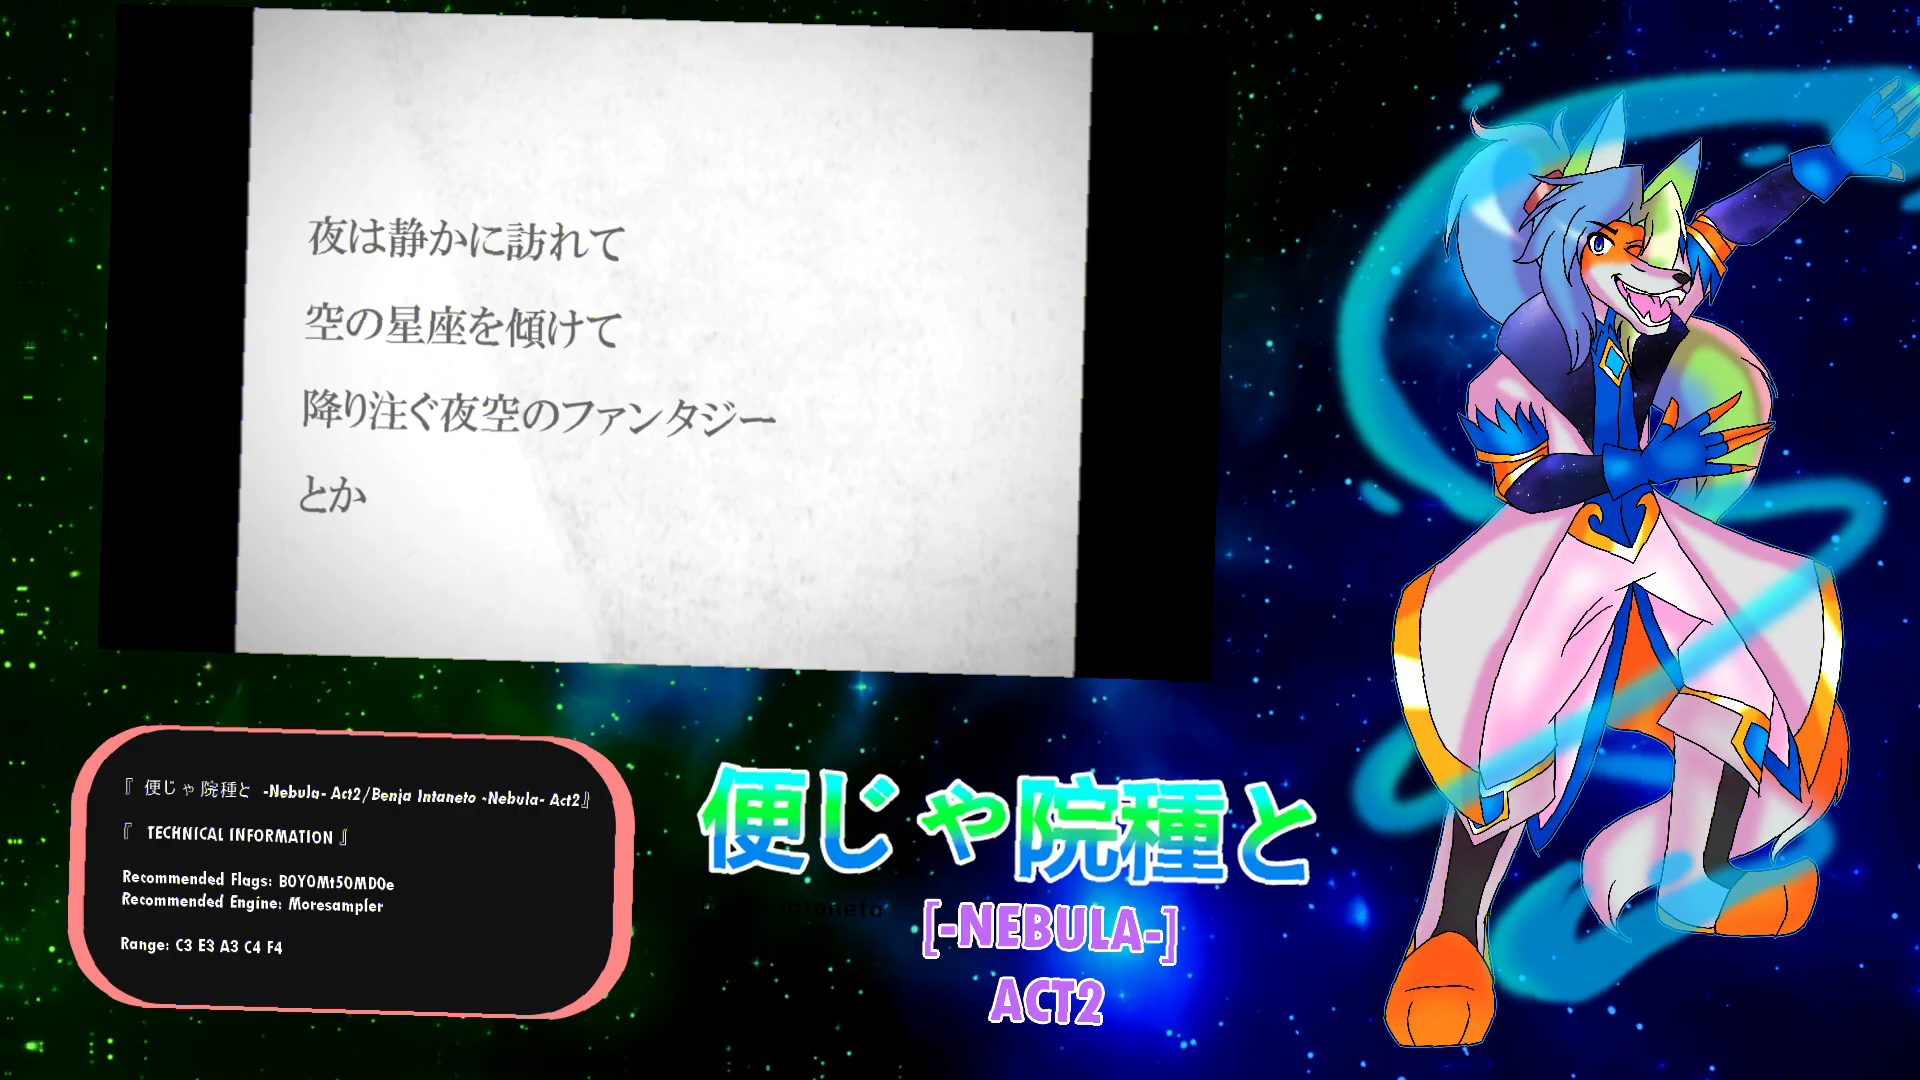 夜は静かに訪れて
空の星座を傾けて
降り注ぐ夜空のファンタジー
とか
『 便じゃ院種と -Nebula- Act2/Benja Intaneto -Nebula- Act2』
『 TECHNICAL INFORMATION 』
Recommended Flags: B0Y0Mt50MD0e
Recommended Engine: Moresampler
Range: C3 E3 A3 C4 F4
便じゃ院種と
intaneto
[-NEBULA-]
ACT2